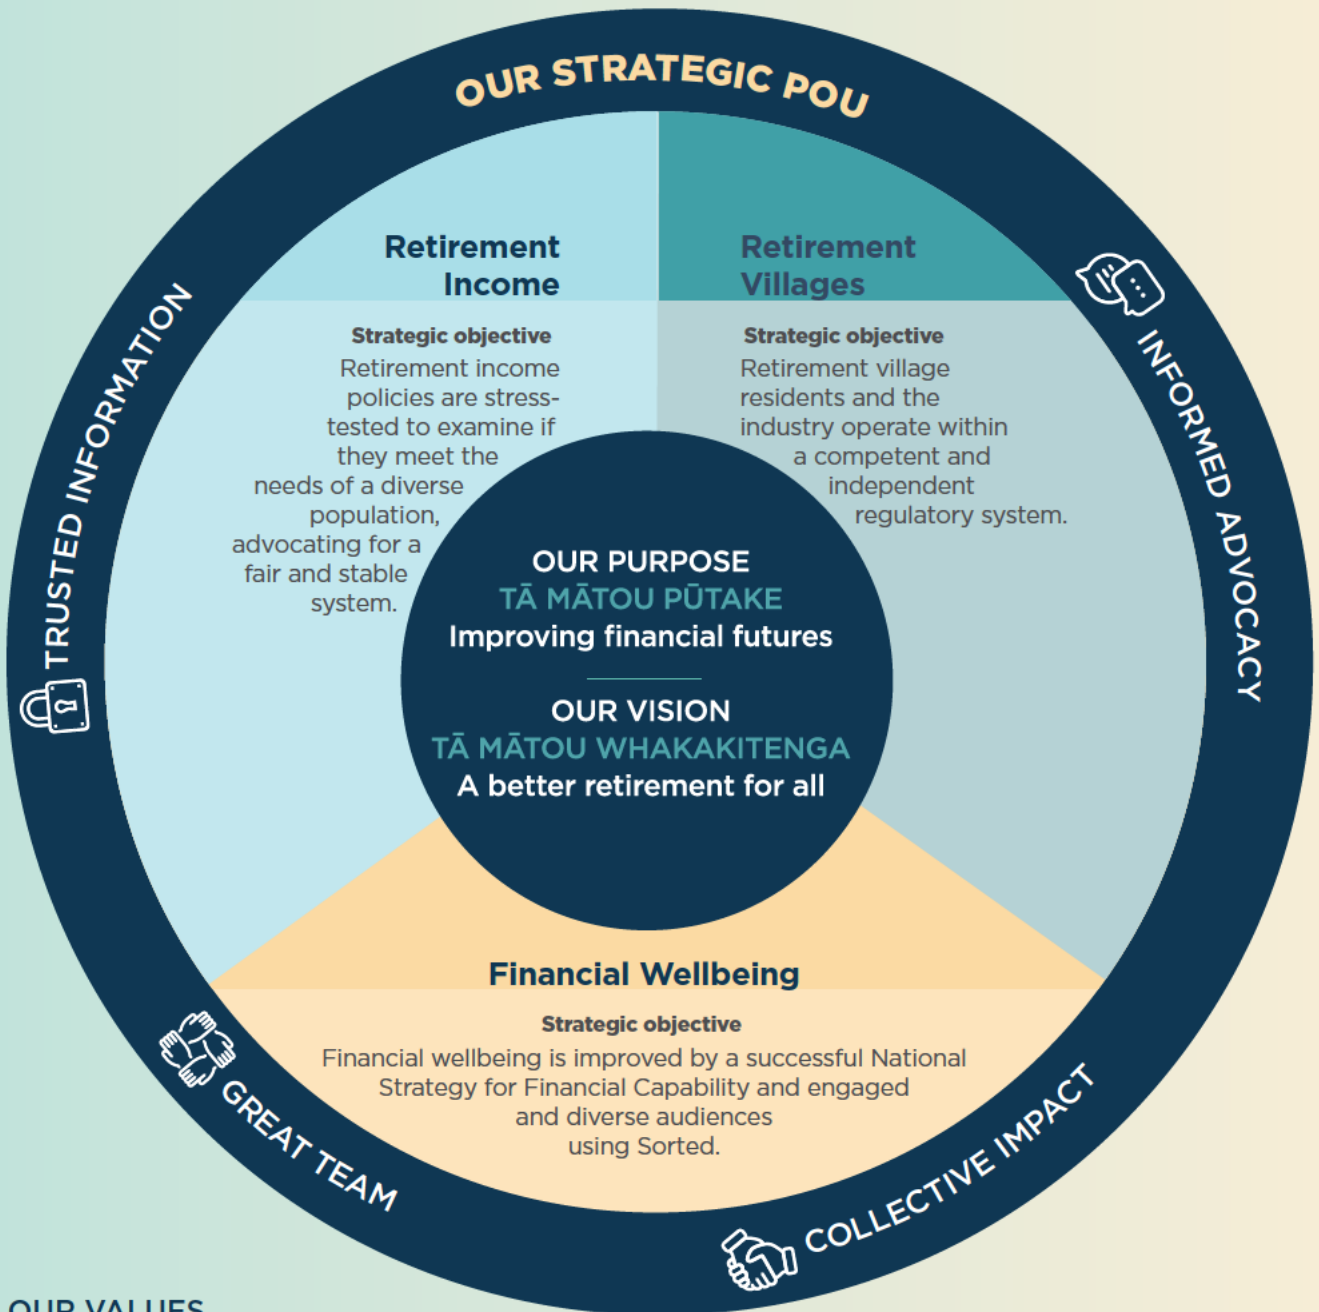 OUR STRATEGIC POU
TRUSTED INFORMATION
INFORMED ADVOCACY
Retirement
Income
Strategic objective
Retirement income
policies are stress-
tested to examine if
they meet the
needs of a diverse
population,
advocating for a
fair and stable
system.
Retirement
Villages
Strategic objective
Retirement village
residents and the
industry operate within
a competent and
independent
regulatory system.
OUR PURPOSE
TĀ MĀTOU PŪTAKE
Improving financial futures
OUR VISION
TĀ MĀTOU WHAKAKITENGA
A better retirement for all
Financial Wellbeing
Strategic objective
Financial wellbeing is improved by a successful National
Strategy for Financial Capability and engaged
and diverse audiences
using Sorted.
GREAT TEAM
COLLECTIVE IMPACT
OUR VALUES